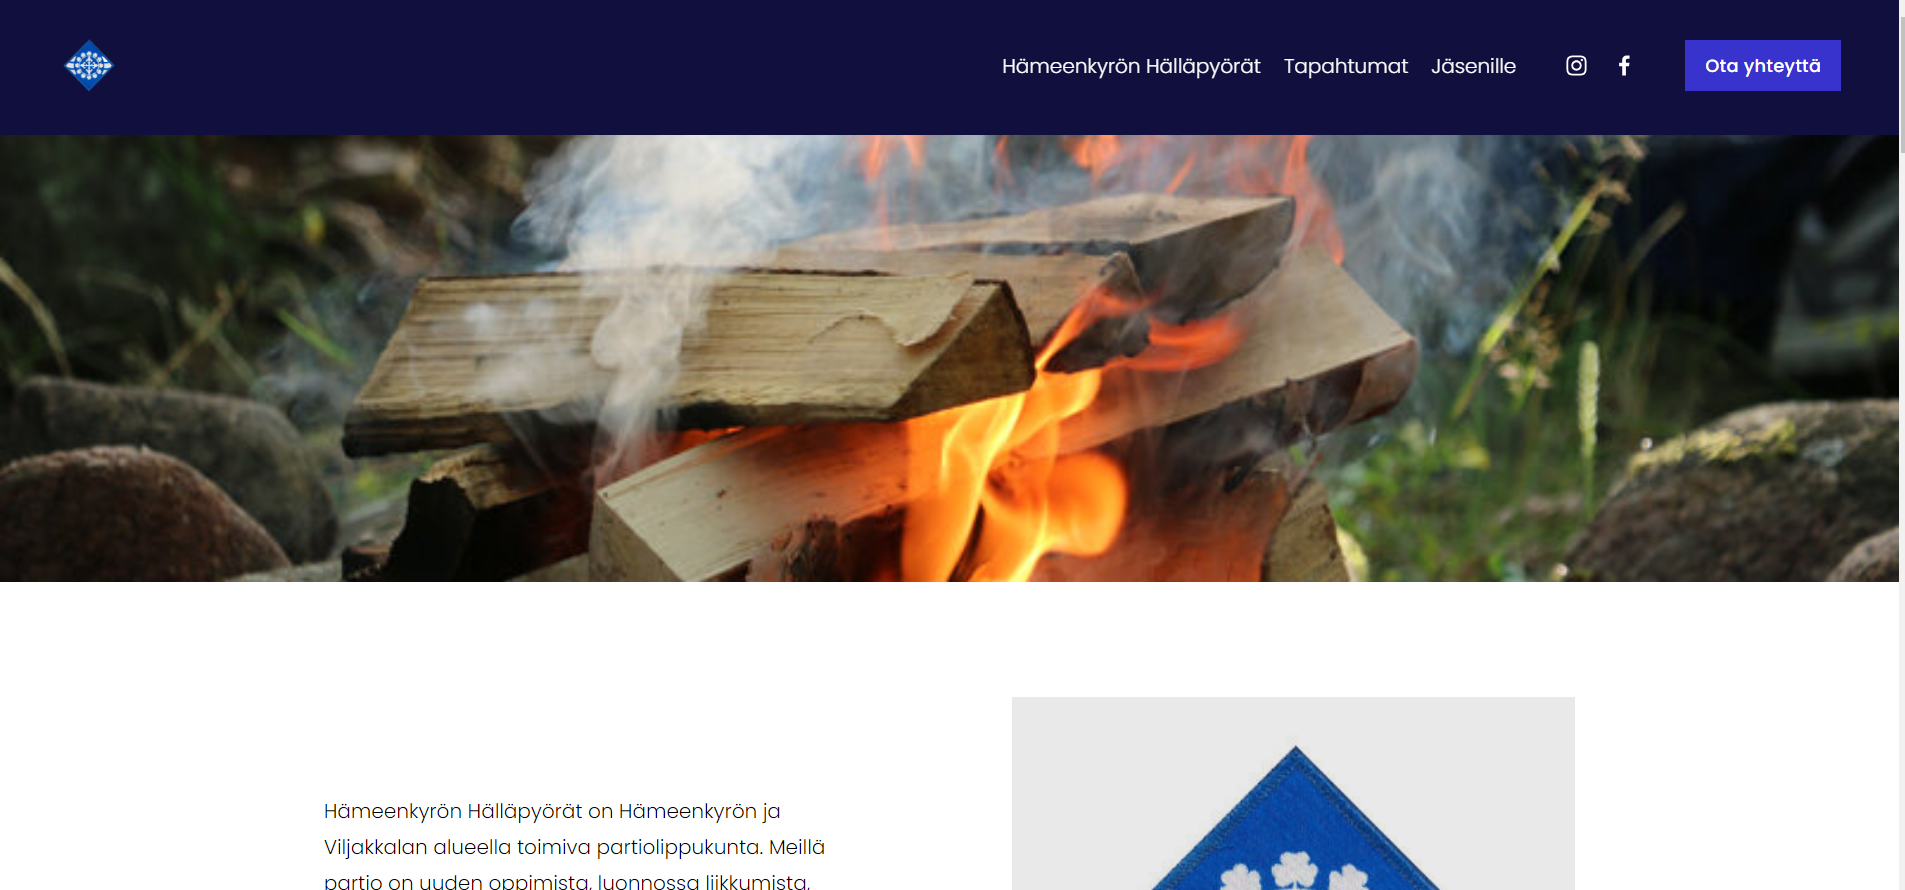 Hämeenkyrön Hälläpyörät Tapahtumat Jäsenille Ota yhteyttä
Hämeenkyrön Hälläpyörät on Hämeenkyrön ja
Viljakkalan alueella toimiva partiolippukunta. Meillä
partio on uuden oppimista, luonnossa liikkumista,